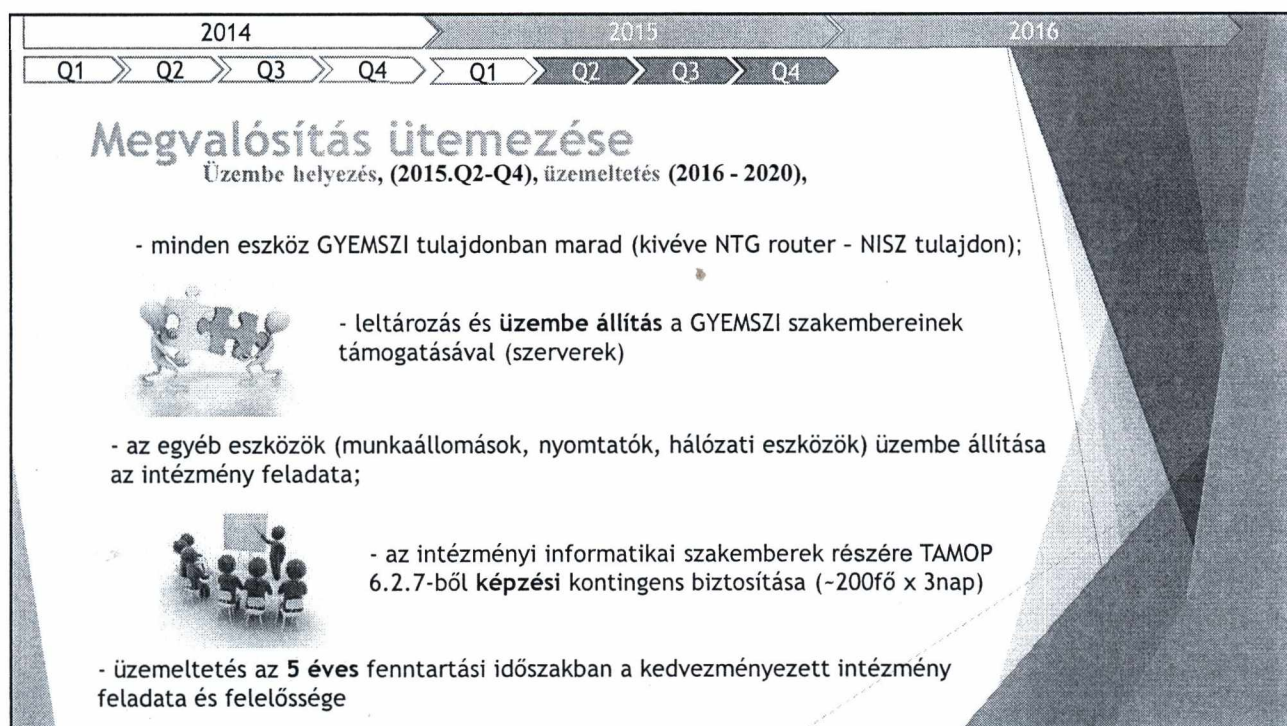 2014 2015 2016
Q1 Q2 Q3 Q4 Q1 Q2 Q3 Q4
Megvalósítás ütemezése
Üzembe helyezés, (2015.Q2-Q4), üzemeltetés (2016 - 2020),
- minden eszköz GYEMSZI tulajdonban marad (kivéve NTG router – NISZ tulajdon);
- leltározás és üzembe állítás a GYEMSZI szakembereinek
támogatásával (szerverek)
- az egyéb eszközök (munkaállomások, nyomtatók, hálózati eszközök) üzembe állítása
az intézmény feladata;
- az intézményi informatikai szakemberek részére TAMOP
6.2.7-ből képzési kontingens biztosítása (~200fő x 3nap)
- üzemeltetés az 5 éves fenntartási időszakban a kedvezményezett intézmény
feladata és felelőssége